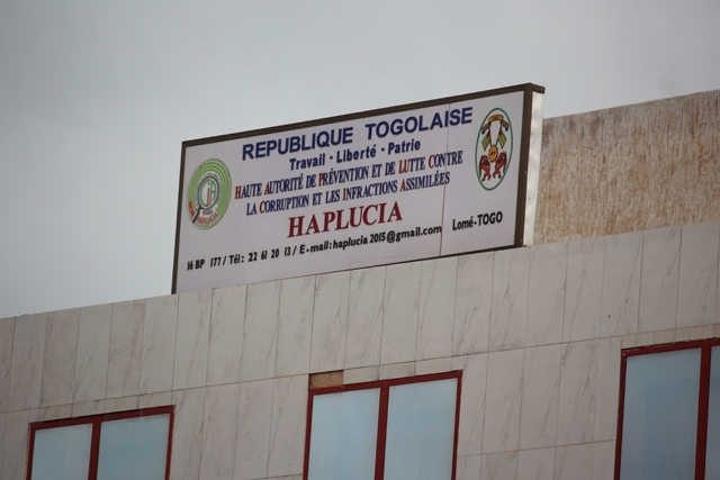 REPUBLIQUE TOGOLAISE
Travail - Liberté - Patrie
HAUTE AUTORITÉ DE PRÉVENTION ET DE LUTTE CONTRE
LA CORRUPTION ET LES INFRACTIONS ASSIMILÉES
HAPLUCIA
16 BP 177 / Tél : 22 61 20 13 / E-mail: haplucia 2015@gmail.com
Lomé-TOGO